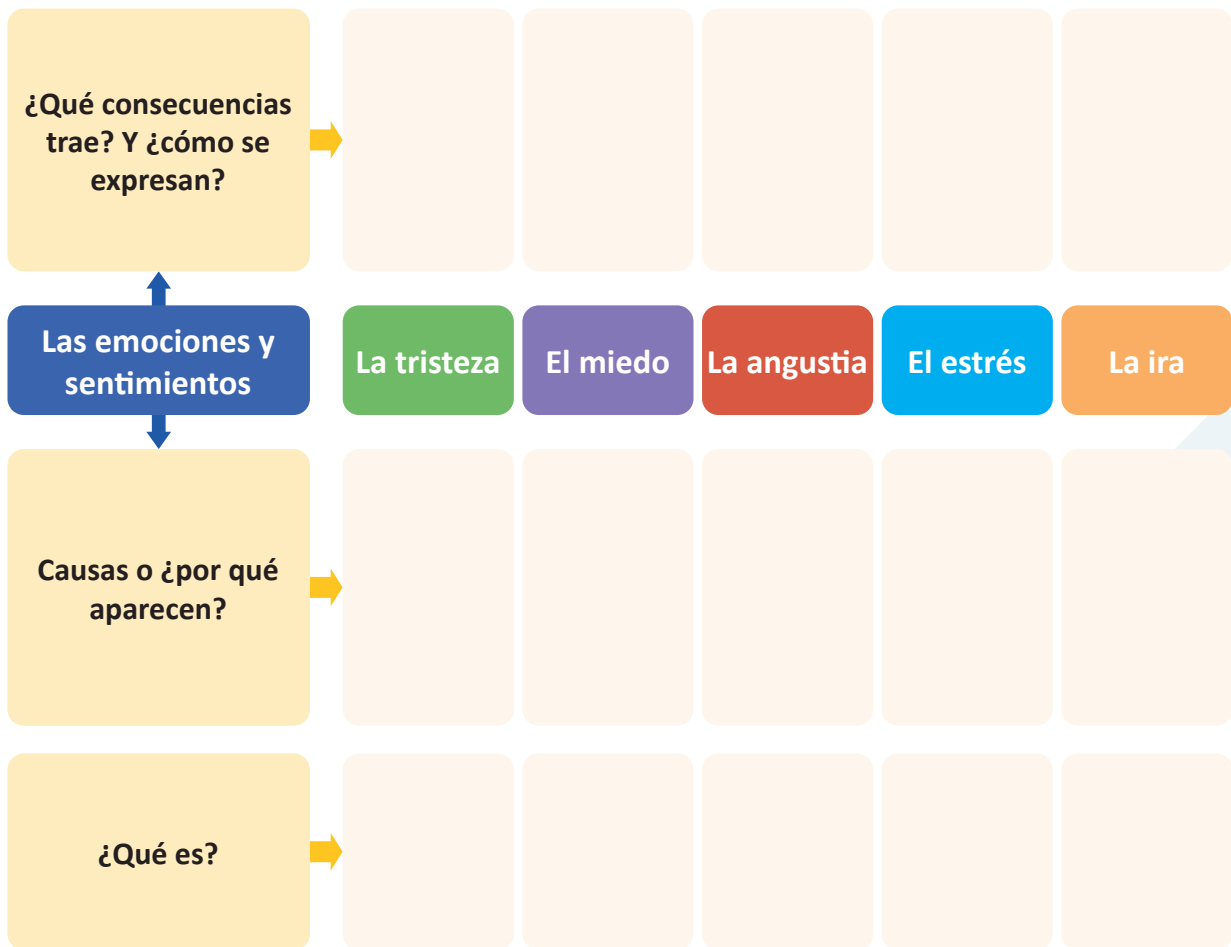 ¿Qué consecuencias
trae? Y ¿cómo se
expresan?
Las emociones y
sentimientos
La tristeza
El miedo
La angustia
El estrés
La ira
Causas o ¿por qué
aparecen?
¿Qué es?